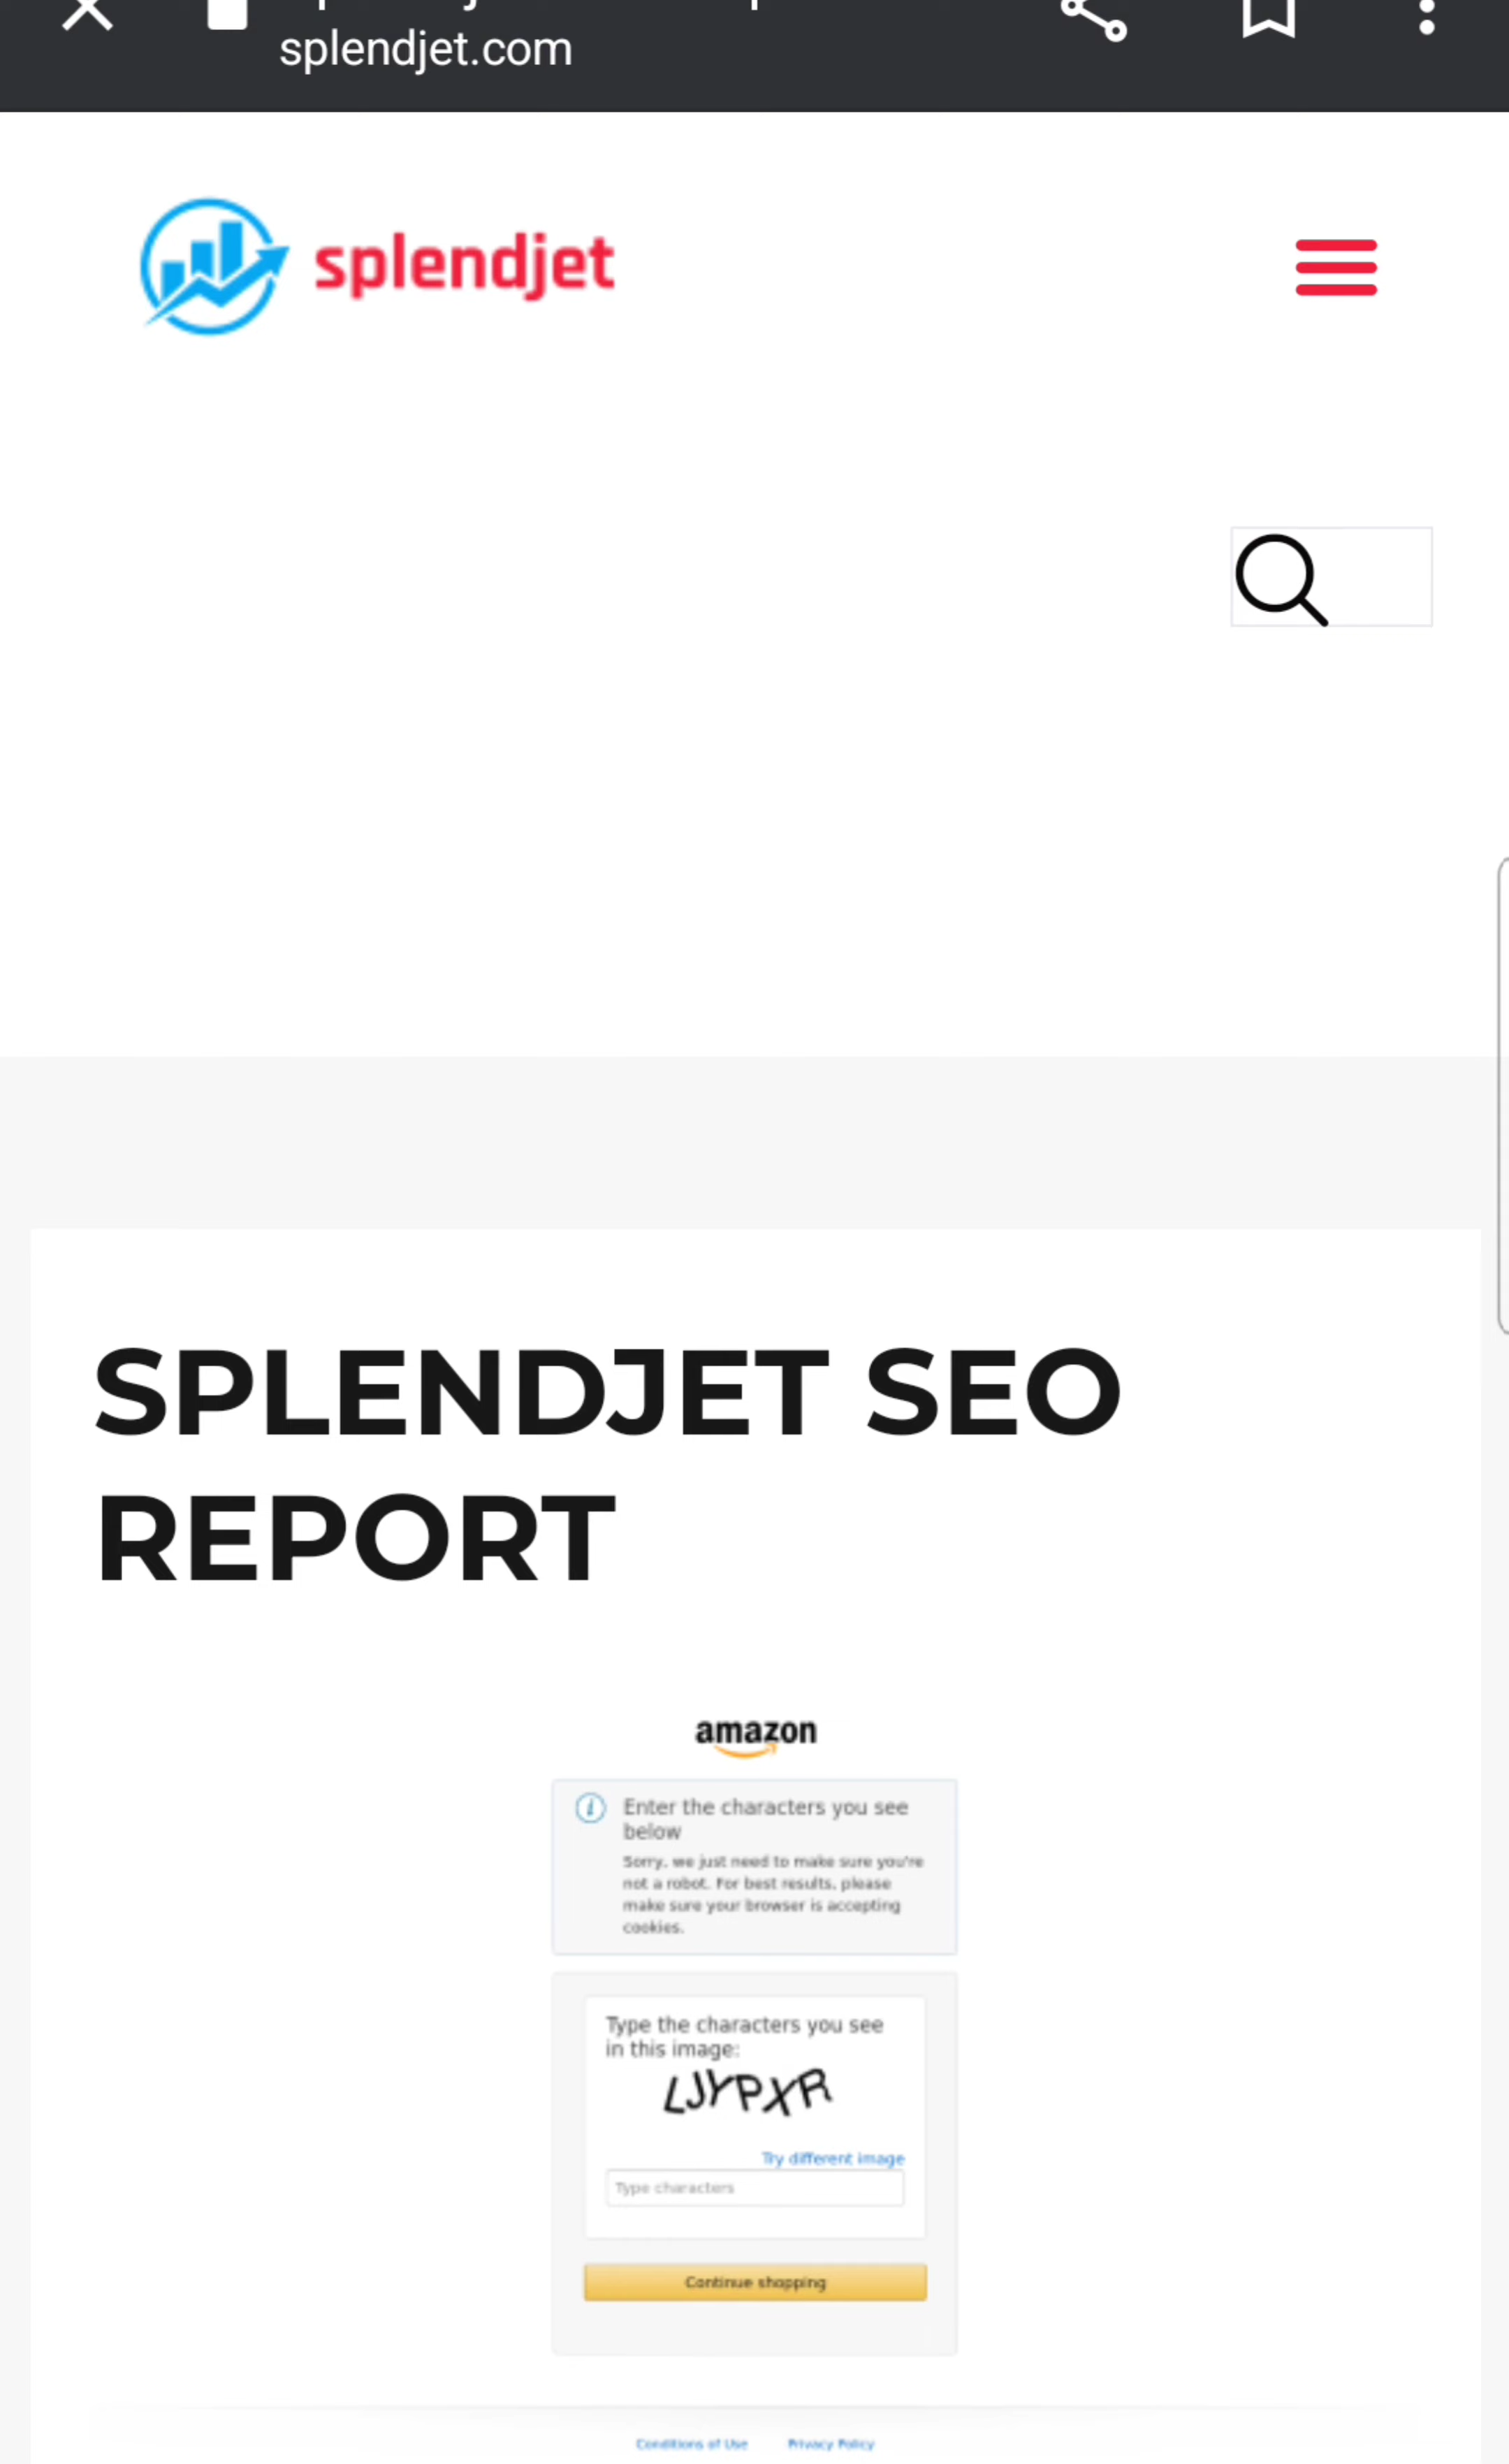 splendjet.com
splendjet
SPLENDJET SEO
REPORT
amazon
Enter the characters you see
below
Sorry, we just need to make sure you're
not a robot. For best results, please
make sure your browser is accepting
cookies.
Type the characters you see
in this image:
LJYPXR
Try different image
Type characters
Continue shopping
Conditions of Use Privacy Policy